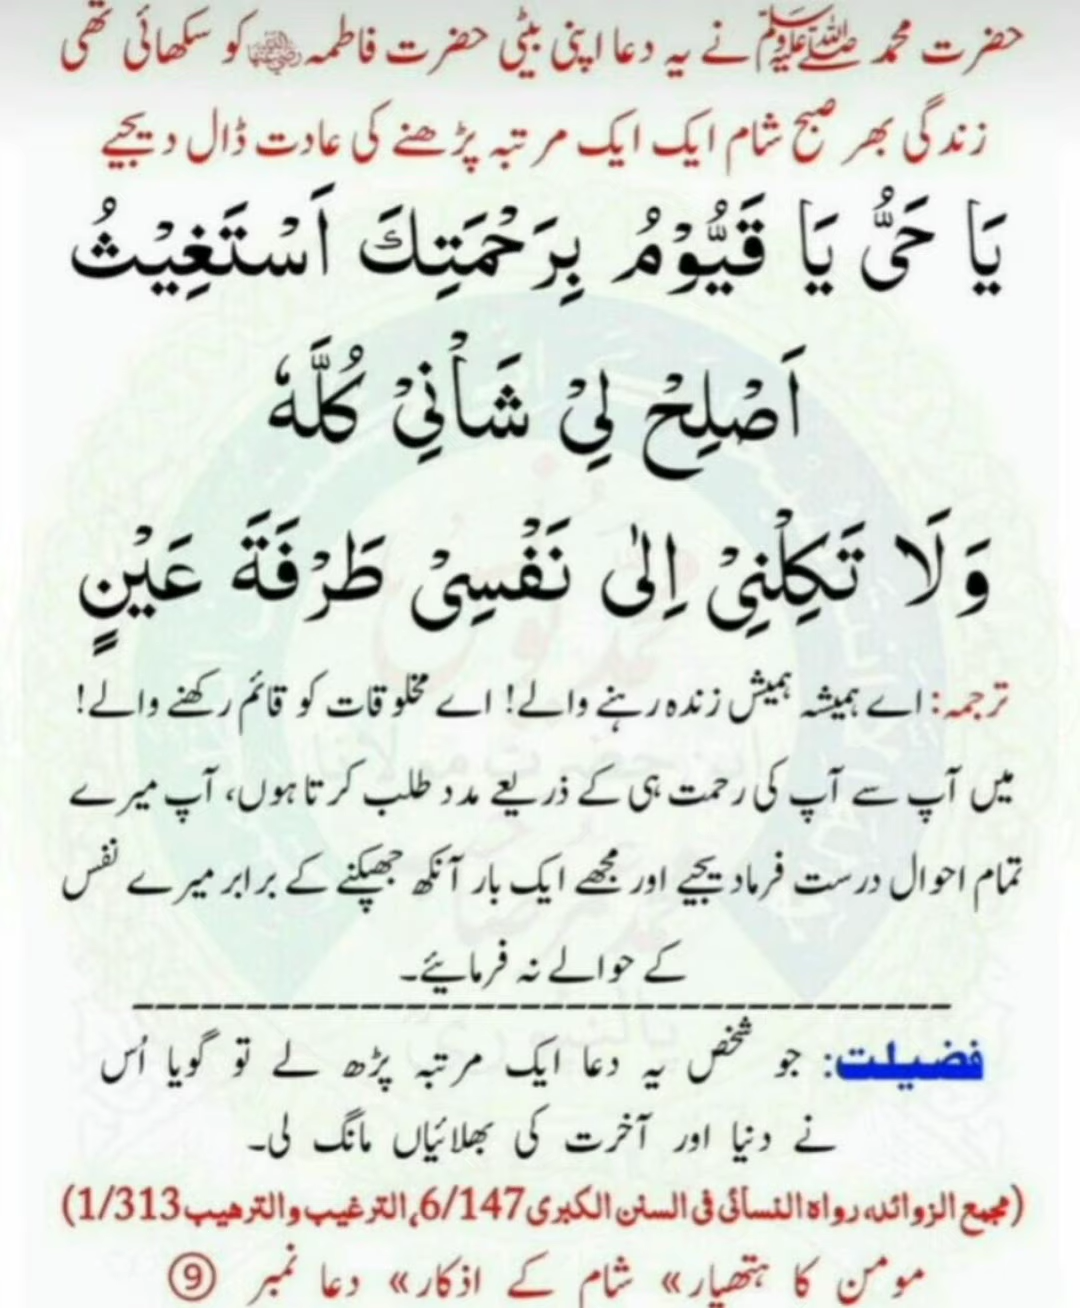 حضرت محمد ﷺ نے یہ دعا اپنی بیٹی حضرت فاطمہ رضی اللہ عنہا کو سکھائی تھی
زندگی بھر صبح شام ایک ایک مرتبہ پڑھنے کی عادت ڈال دیجیے
يَا حَيُّ يَا قَيُّوْمُ بِرَحْمَتِكَ اَسْتَغِيْثُ
اَصْلِحْ لِيْ شَاْنِيْ كُلَّهٗ
وَلَا تَكِلْنِيْ اِلٰى نَفْسِيْ طَرْفَةَ عَيْنٍ
ترجمہ: اے ہمیشہ ہمیش زندہ رہنے والے! اے مخلوقات کو قائم رکھنے والے!
میں آپ سے آپ کی رحمت ہی کے ذریعے مدد طلب کرتا ہوں، آپ میرے
تمام احوال درست فرما دیجیے اور مجھے ایک بار آنکھ جھپکنے کے برابر میرے نفس
کے حوالے نہ فرمائیے۔
فضیلت: جو شخص یہ دعا ایک مرتبہ پڑھ لے تو گویا اُس
نے دنیا اور آخرت کی بھلائیاں مانگ لی۔
(مجمع الزوائد، رواہ النسائی فی السنن الکبری 6/147، الترغیب والترھیب 1/313)
مومن کا ہتھیار» شام کے اذکار» دعا نمبر ⑨